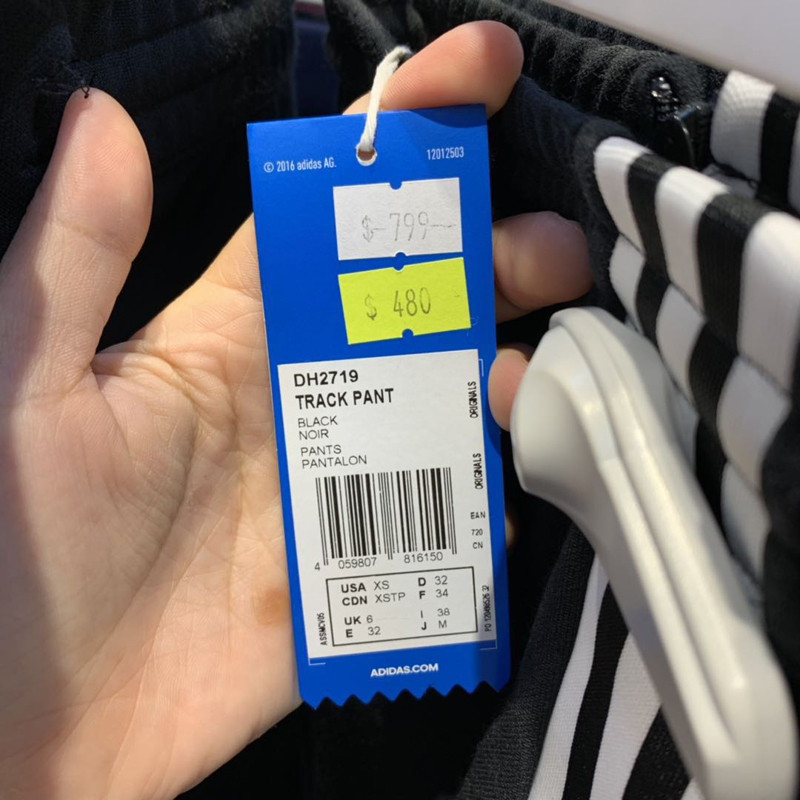 © 2016 adidas AG. 12012503
$-799-
$ 480
DH2719
TRACK PANT
BLACK
NOIR
PANTS
PANTALON
ORIGINALS
ORIGINALS
EAN
720
CN
4 059807 816150
USA XS D 32
CDN XSTP F 34
UK 6 I 38
E 32 J M
ASSMCV05
ADIDAS.COM